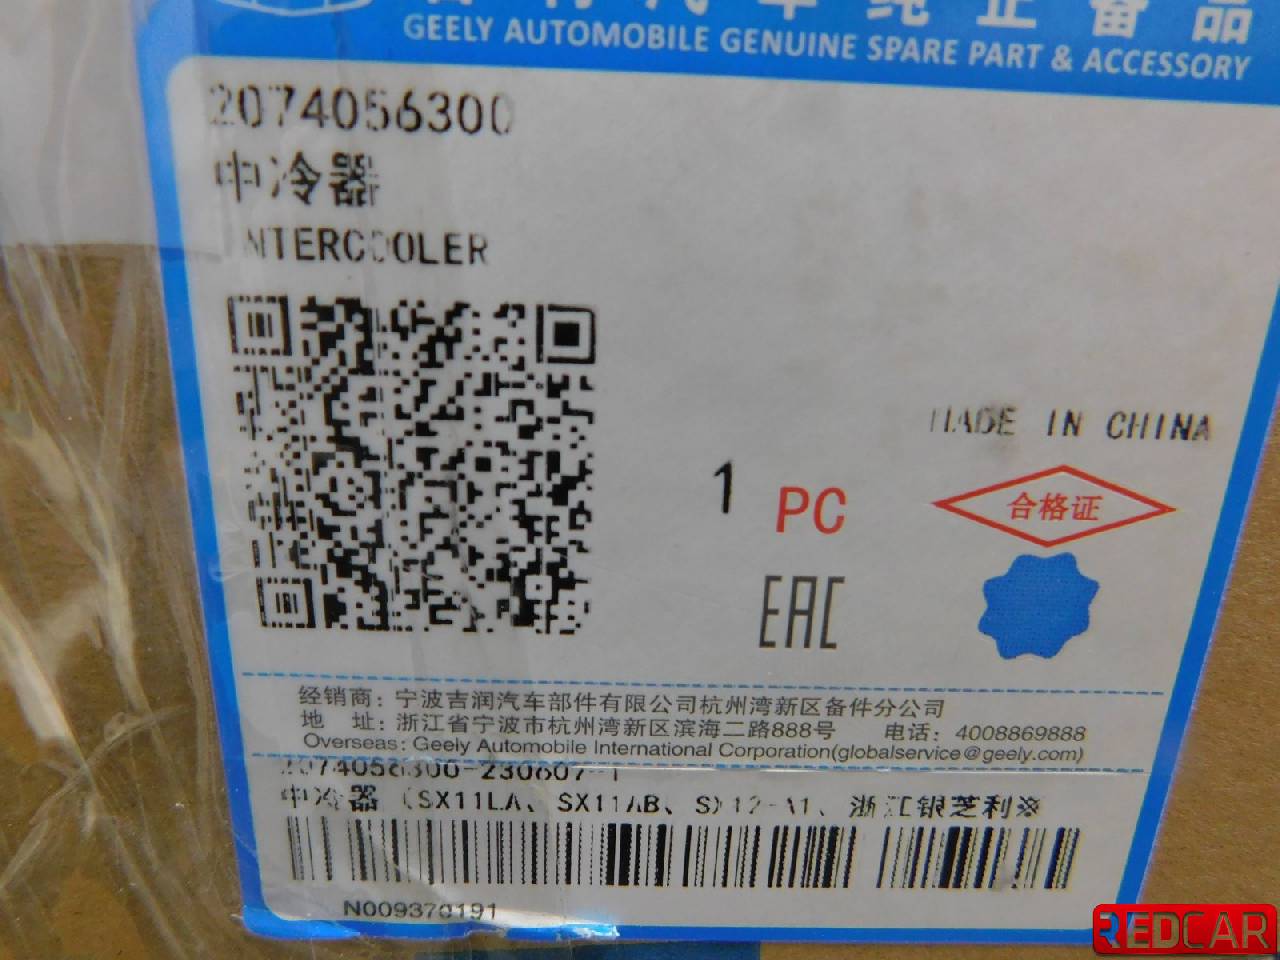 GEELY AUTOMOBILE GENUINE SPARE PART & ACCESSORY
2074056300
中冷器
INTERCOOLER
MADE IN CHINA
1 PC
合格证
EAC
经销商：宁波吉润汽车部件有限公司杭州湾新区备件分公司
地 址：浙江省宁波市杭州湾新区滨海二路888号 电话：4008869888
Overseas: Geely Automobile International Corporation(globalservice@geely.com)
2074056300-230607-1
中冷器 (SX11LA、SX11AB、SX12-A1、浙江银芝利※
N009370191
REDCAR